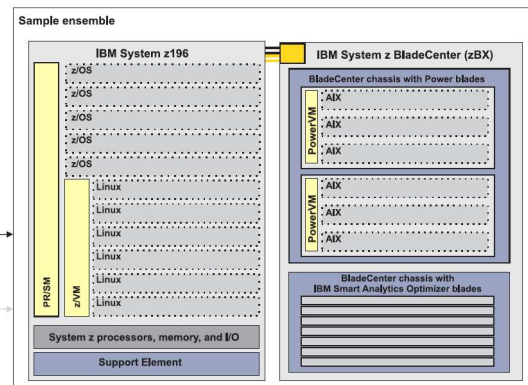 Sample ensemble
IBM System z196
z/OS
z/OS
z/OS
z/OS
z/OS
Linux
Linux
Linux
Linux
Linux
Linux
PR/SM
z/VM
System z processors, memory, and I/O
Support Element
IBM System z BladeCenter (zBX)
BladeCenter chassis with Power blades
PowerVM
AIX
AIX
AIX
PowerVM
AIX
AIX
AIX
BladeCenter chassis with
IBM Smart Analytics Optimizer blades